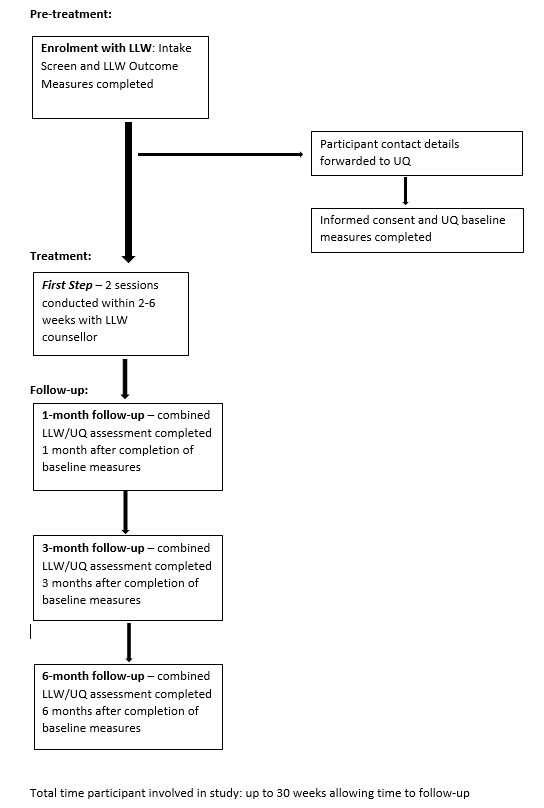 Pre-treatment:
Enrolment with LLW: Intake
Screen and LLW Outcome
Measures completed
Participant contact details
forwarded to UQ
Informed consent and UQ baseline
measures completed
Treatment:
First Step – 2 sessions
conducted within 2-6
weeks with LLW
counsellor
Follow-up:
1-month follow-up – combined
LLW/UQ assessment completed
1 month after completion of
baseline measures
3-month follow-up – combined
LLW/UQ assessment completed
3 months after completion of
baseline measures
6-month follow-up – combined
LLW/UQ assessment completed
6 months after completion of
baseline measures
Total time participant involved in study: up to 30 weeks allowing time to follow-up